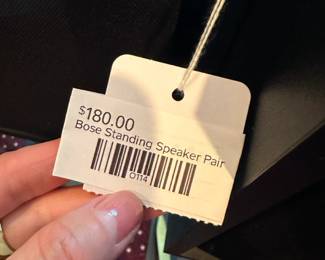 $180.00
Bose Standing Speaker Pair
0114